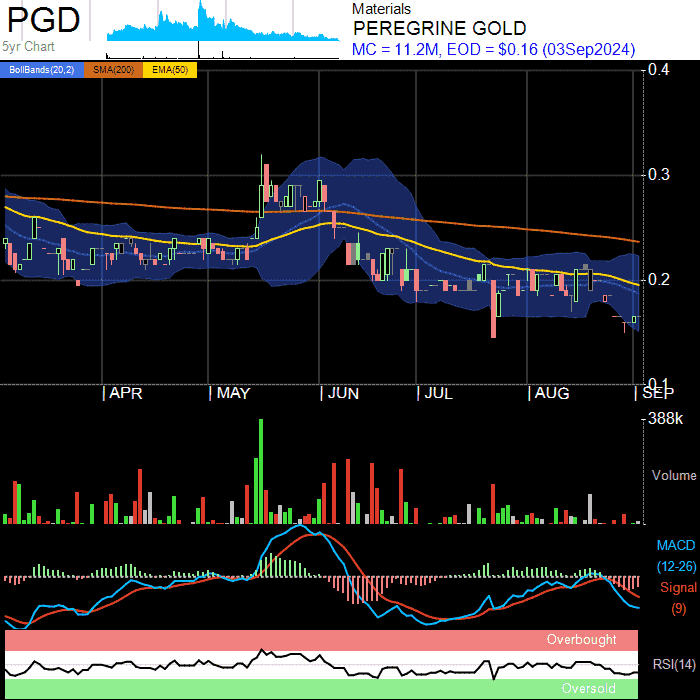 PGD
5yr Chart
Materials
PEREGRINE GOLD
MC = 11.2M, EOD = $0.16 (03Sep2024)
BollBands(20,2) SMA(200) EMA(50)
0.4
0.3
0.2
0.1
| APR | MAY | JUN | JUL | AUG | SEP
388k
Volume
MACD
(12-26)
Signal
(9)
Overbought
RSI(14)
Oversold